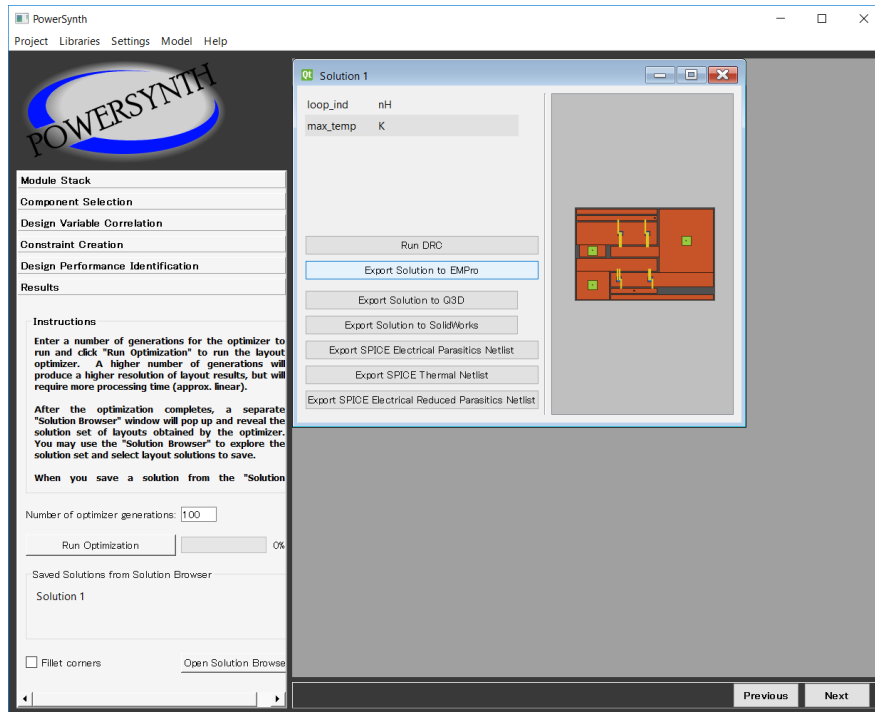 PowerSynth
Project Libraries Settings Model Help
POWERSYNTH
Module Stack
Component Selection
Design Variable Correlation
Constraint Creation
Design Performance Identification
Results
Instructions
Enter a number of generations for the optimizer to
run and click "Run Optimization" to run the layout
optimizer. A higher number of generations will
produce a higher resolution of layout results, but will
require more processing time (approx. linear).
After the optimization completes, a separate
"Solution Browser" window will pop up and reveal the
solution set of layouts obtained by the optimizer.
You may use the "Solution Browser" to explore the
solution set and select layout solutions to save.
When you save a solution from the "Solution
Number of optimizer generations: 100
Run Optimization 0%
Saved Solutions from Solution Browser
Solution 1
Fillet corners Open Solution Browse
Qt Solution 1
loop_ind nH
max_temp K
Run DRC
Export Solution to EMPro
Export Solution to Q3D
Export Solution to SolidWorks
Export SPICE Electrical Parasitics Netlist
Export SPICE Thermal Netlist
Export SPICE Electrical Reduced Parasitics Netlist
Previous Next